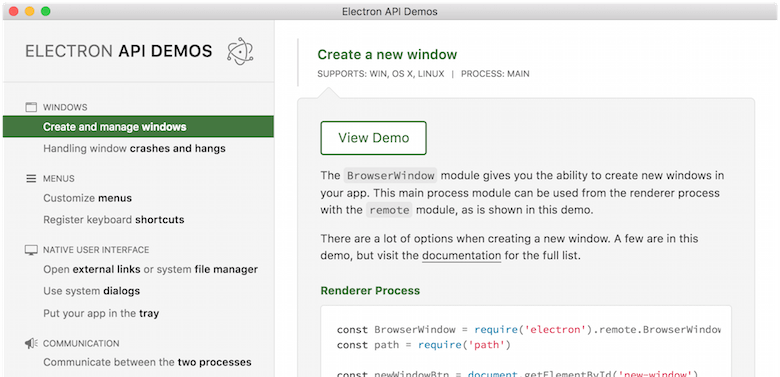 Electron API Demos
ELECTRON API DEMOS
WINDOWS
Create and manage windows
Handling window crashes and hangs
MENUS
Customize menus
Register keyboard shortcuts
NATIVE USER INTERFACE
Open external links or system file manager
Use system dialogs
Put your app in the tray
COMMUNICATION
Communicate between the two processes
Create a new window
SUPPORTS: WIN, OS X, LINUX | PROCESS: MAIN
View Demo
The BrowserWindow module gives you the ability to create new windows in
your app. This main process module can be used from the renderer process
with the remote module, as is shown in this demo.
There are a lot of options when creating a new window. A few are in this
demo, but visit the documentation for the full list.
Renderer Process
const BrowserWindow = require('electron').remote.BrowserWindow
const path = require('path')
const newWindowBtn = document.getElementById('new-window')